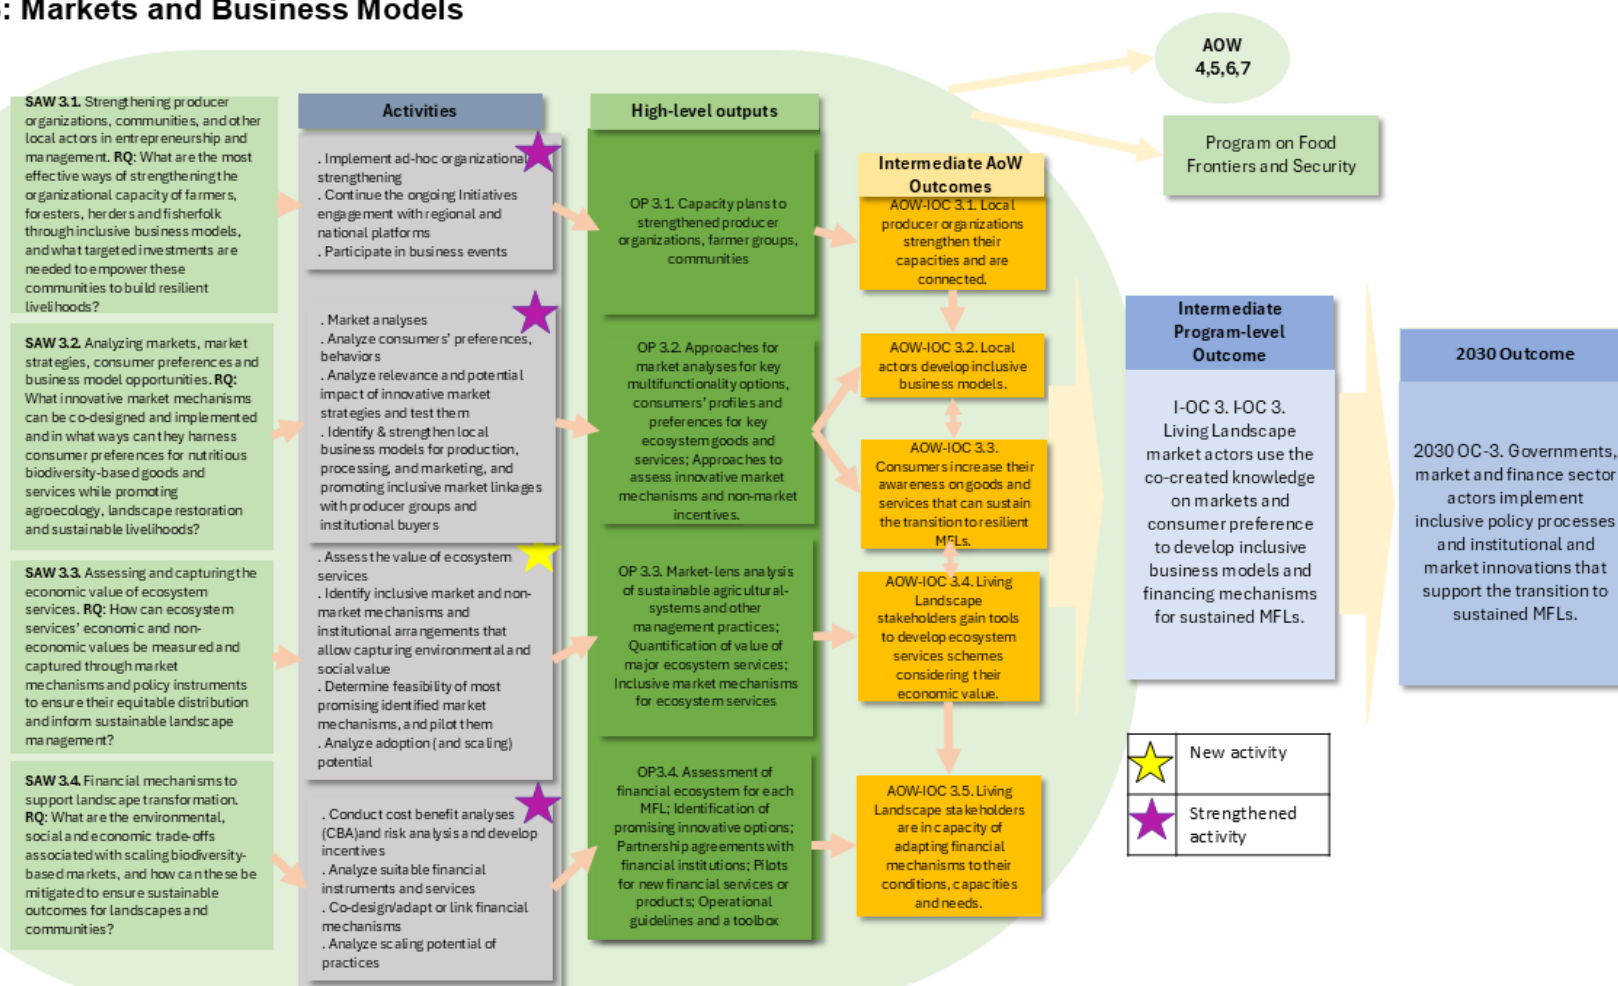 3: Markets and Business Models
AOW
4,5,6,7
Program on Food
Frontiers and Security
SAW 3.1. Strengthening producer
organizations, communities, and other
local actors in entrepreneurship and
management. RQ: What are the most
effective ways of strengthening the
organizational capacity of farmers,
foresters, herders and fisherfolk
through inclusive business models,
and what targeted investments are
needed to empower these
communities to build resilient
livelihoods?
SAW 3.2. Analyzing markets, market
strategies, consumer preferences and
business model opportunities. RQ:
What innovative market mechanisms
can be co-designed and implemented
and in what ways can they harness
consumer preferences for nutritious
biodiversity-based goods and
services while promoting
agroecology, landscape restoration
and sustainable livelihoods?
SAW 3.3. Assessing and capturing the
economic value of ecosystem
services. RQ: How can ecosystem
services' economic and non-
economic values be measured and
captured through market
mechanisms and policy instruments
to ensure their equitable distribution
and inform sustainable landscape
management?
SAW 3.4. Financial mechanisms to
support landscape transformation.
RQ: What are the environmental,
social and economic trade-offs
associated with scaling biodiversity-
based markets, and how can these be
mitigated to ensure sustainable
outcomes for landscapes and
communities?
Activities
. Implement ad-hoc organizational
strengthening
. Continue the ongoing Initiatives
engagement with regional and
national platforms
. Participate in business events
. Market analyses
. Analyze consumers' preferences,
behaviors
. Analyze relevance and potential
impact of innovative market
strategies and test them
. Identify & strengthen local
business models for production,
processing, and marketing, and
promoting inclusive market linkages
with producer groups and
institutional buyers
. Assess the value of ecosystem
services
. Identify inclusive market and non-
market mechanisms and
institutional arrangements that
allow capturing environmental and
social value
. Determine feasibility of most
promising identified market
mechanisms, and pilot them
. Analyze adoption (and scaling)
potential
. Conduct cost benefit analyses
(CBA)and risk analysis and develop
incentives
. Analyze suitable financial
instruments and services
. Co-design/adapt or link financial
mechanisms
. Analyze scaling potential of
practices
High-level outputs
OP 3.1. Capacity plans to
strengthened producer
organizations, farmer groups,
communities
OP 3.2. Approaches for
market analyses for key
multifunctionality options,
consumers' profiles and
preferences for key
ecosystem goods and
services; Approaches to
assess innovative market
mechanisms and non-market
incentives.
OP 3.3. Market-lens analysis
of sustainable agricultural-
systems and other
management practices;
Quantification of value of
major ecosystem services;
Inclusive market mechanisms
for ecosystem services
OP3.4. Assessment of
financial ecosystem for each
MFL; Identification of
promising innovative options;
Partnership agreements with
financial institutions; Pilots
for new financial services or
products; Operational
guidelines and a toolbox
Intermediate AoW
Outcomes
AOW-IOC 3.1. Local
producer organizations
strengthen their
capacities and are
connected.
AOW-IOC 3.2. Local
actors develop inclusive
business models.
AOW-IOC 3.3.
Consumers increase their
awareness on goods and
services that can sustain
the transition to resilient
MFLs.
AOW-IOC 3.4. Living
Landscape
stakeholders gain tools
to develop ecosystem
services schemes
considering their
economic value.
AOW-IOC 3.5. Living
Landscape stakeholders
are in capacity of
adapting financial
mechanisms to their
conditions, capacities
and needs.
Intermediate
Program-level
Outcome
I-OC 3. I-OC 3.
Living Landscape
market actors use the
co-created knowledge
on markets and
consumer preference
to develop inclusive
business models and
financing mechanisms
for sustained MFLs.
2030 Outcome
2030 OC-3. Governments,
market and finance sector
actors implement
inclusive policy processes
and institutional and
market innovations that
support the transition to
sustained MFLs.
New activity
Strengthened
activity